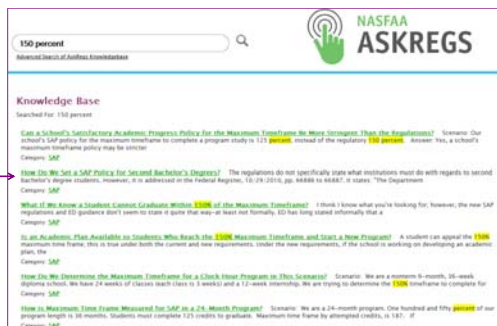 150 percent
NASFAA
ASKREGS
Advanced Search of AskRegs Knowledgebase
Knowledge Base
Searched For: 150 percent
Can a School's Satisfactory Academic Progress Policy for the Maximum Timeframe Be More Stringent Than the Regulations? Scenario: Our
school's SAP policy for the maximum timeframe to complete a program study is 125 percent, instead of the regulatory 150 percent. Answer: Yes, a school's
maximum timeframe policy may be stricter
Category: SAP
How Do We Set a SAP Policy for Second Bachelor's Degrees? The regulations do not specifically state what institutions must do with regards to second
bachelor's degree students. However, it is addressed in the Federal Register, 10/29/2010, pp. 66886 to 66887. It states: "The Department
Category: SAP
What If We Know a Student Cannot Graduate Within 150% of the Maximum Timeframe? I think I know what you're looking for; however, the new SAP
regulations and ED guidance don't seem to state it quite that way-at least not formally. ED has long stated informally that a
Category: SAP
Is an Academic Plan Available to Students Who Reach the 150% Maximum Timeframe and Start a New Program? A student can appeal the 150%
maximum time frame; this is true under both the current and new requirements. Under the new requirements, if the school is working on developing an academic
plan, the
Category: SAP
How Do We Determine the Maximum Timeframe for a Clock Hour Program in This Scenario? Scenario: We are a nonterm 9-month, 36-week
diploma school. We have 24 weeks of classes (each class is 3 weeks) and a 12-week internship. We are trying to determine the 150% timeframe to complete for
Category: SAP
How Is Maximum Time Frame Measured for SAP in a 24- Month Program? Scenario: We are a 24-month program. One hundred and fifty percent of our
program length is 36 months. Students must complete 125 credits to graduate. Maximum time frame by attempted credits, is 187. If
Category: SAP